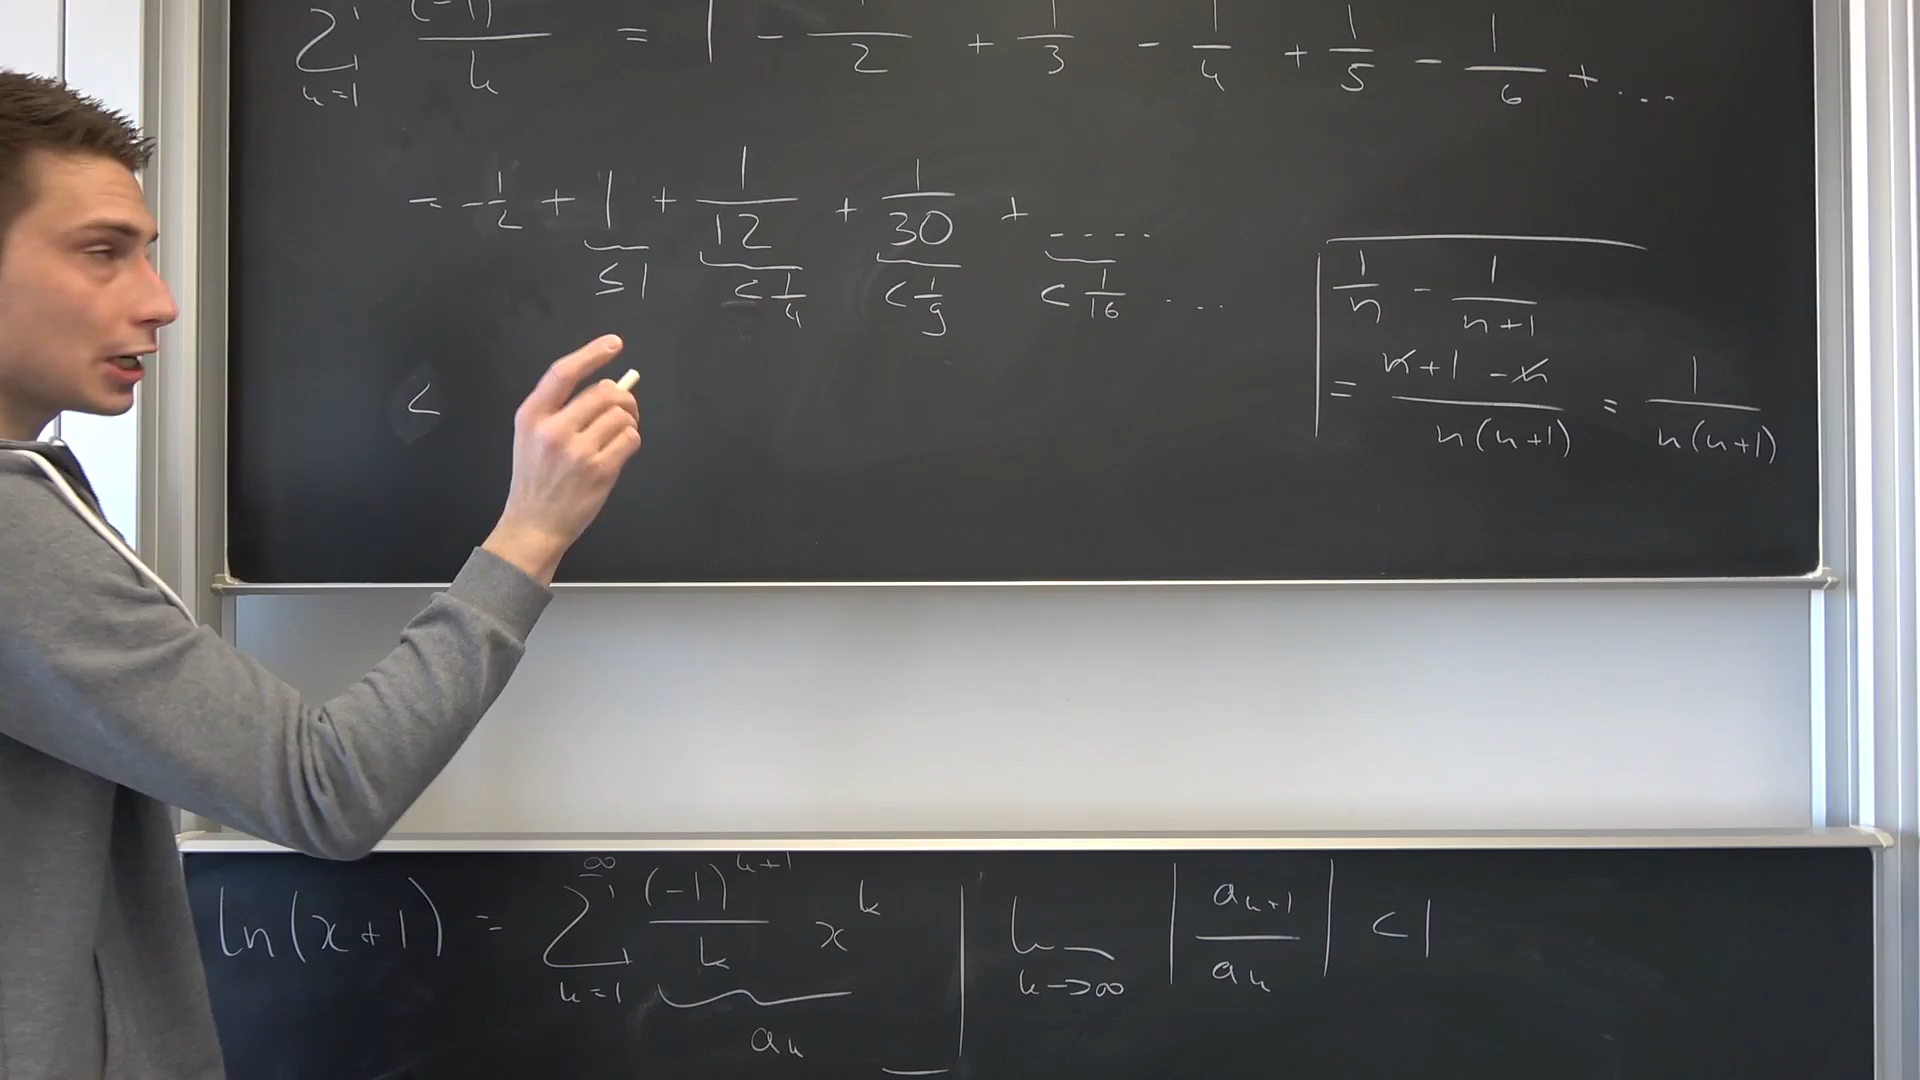 ∑ k=1 (-1) / k = 1 - 1/2 + 1/3 - 1/4 + 1/5 - 1/6 + ...
= -1/2 + 1 + 1/12 + 1/30 + ....
≤1 <1/4 <1/9 <1/16 ...
<
1/n - 1/(n+1)
= (n+1-n)/(n(n+1)) = 1/(n(n+1))
ln(x+1) = ∑ k=1 ∞ (-1)^(k+1)/k x^k
a_k
lim k→∞ |a_(k+1)/a_k| < 1